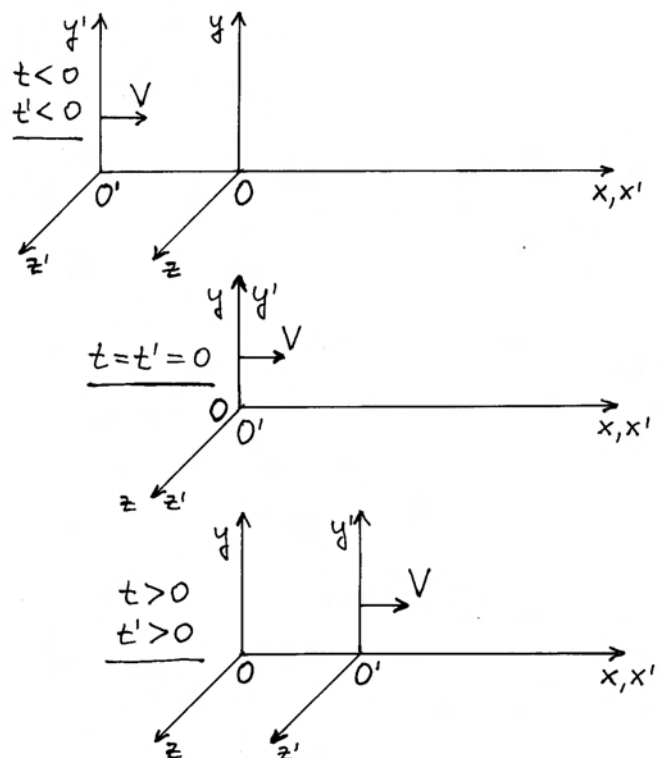 y' y
t < 0
V
t' < 0
O' O x, x'
z' z
y y'
t = t' = 0 V
O O' x, x'
z z'
y y'
t > 0 V
t' > 0
O O' x, x'
z z'